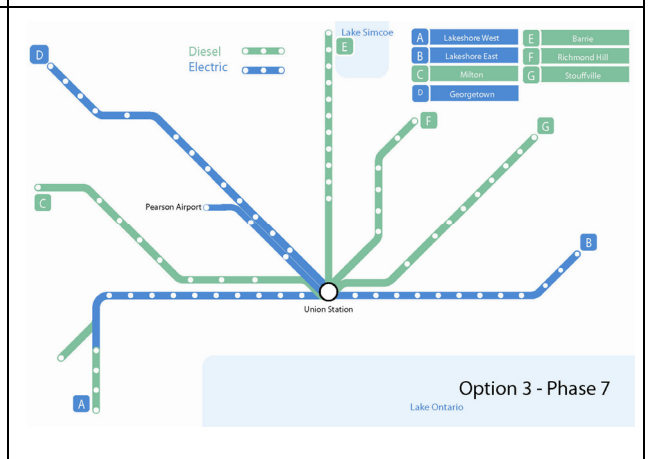 Lake Simcoe
Diesel
Electric
A Lakeshore West
B Lakeshore East
C Milton
D Georgetown
E Barrie
F Richmond Hill
G Stouffville
D
E
F
G
C
Pearson Airport
B
Union Station
A
Option 3 - Phase 7
Lake Ontario